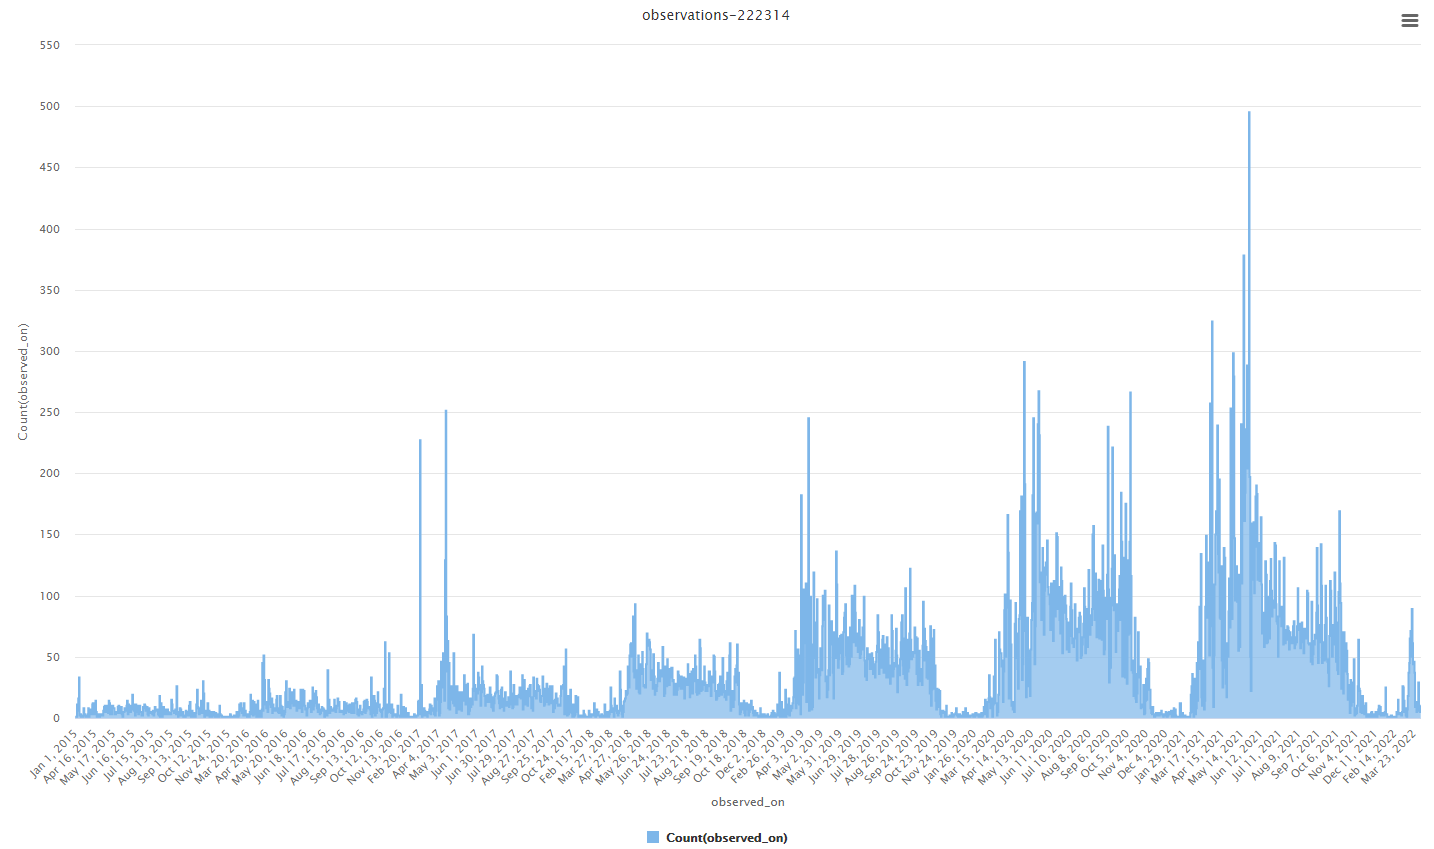 observations-222314
550
500
450
400
350
300
250
200
150
100
50
0
Count(observed_on)
Jan 1, 2015
Apr 16, 2015
May 17, 2015
Jun 16, 2015
Jul 15, 2015
Aug 13, 2015
Sep 13, 2015
Oct 12, 2015
Nov 24, 2015
Mar 20, 2016
Apr 20, 2016
May 20, 2016
Jun 18, 2016
Jul 17, 2016
Aug 15, 2016
Sep 13, 2016
Oct 12, 2016
Nov 13, 2016
Feb 20, 2017
Apr 4, 2017
May 3, 2017
Jun 1, 2017
Jun 30, 2017
Jul 29, 2017
Aug 27, 2017
Sep 25, 2017
Oct 24, 2017
Feb 15, 2018
Mar 27, 2018
Apr 27, 2018
May 26, 2018
Jun 24, 2018
Jul 23, 2018
Aug 21, 2018
Sep 19, 2018
Oct 18, 2018
Dec 2, 2018
Feb 26, 2019
Apr 3, 2019
May 2, 2019
May 31, 2019
Jun 29, 2019
Jul 28, 2019
Aug 26, 2019
Sep 24, 2019
Oct 23, 2019
Nov 24, 2019
Jan 26, 2020
Mar 15, 2020
Apr 14, 2020
May 13, 2020
Jun 11, 2020
Jul 10, 2020
Aug 8, 2020
Sep 6, 2020
Oct 5, 2020
Nov 4, 2020
Dec 4, 2020
Jan 29, 2021
Mar 17, 2021
Apr 15, 2021
May 14, 2021
Jun 12, 2021
Jul 11, 2021
Aug 9, 2021
Sep 7, 2021
Oct 6, 2021
Nov 4, 2021
Dec 11, 2021
Feb 14, 2022
Mar 23, 2022
observed_on
Count(observed_on)